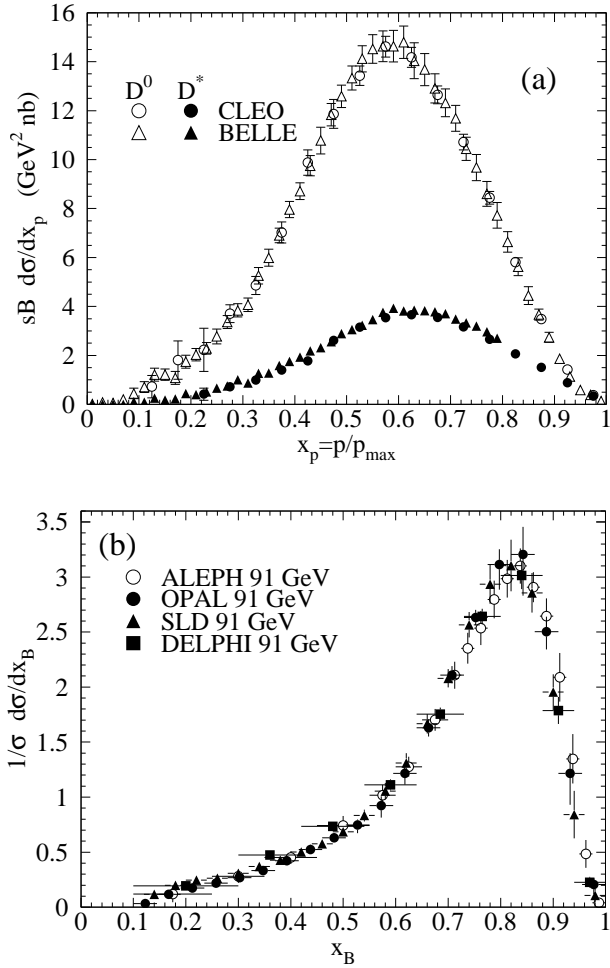 16
14
12
10
8
6
4
2
0
sB dσ/dx_p (GeV² nb)
(a)
D⁰ D*
CLEO
BELLE
0 0.1 0.2 0.3 0.4 0.5 0.6 0.7 0.8 0.9 1
x_p=p/p_max
3.5
3
2.5
2
1.5
1
0.5
0
1/σ dσ/dx_B
(b)
ALEPH 91 GeV
OPAL 91 GeV
SLD 91 GeV
DELPHI 91 GeV
0 0.1 0.2 0.3 0.4 0.5 0.6 0.7 0.8 0.9 1
x_B